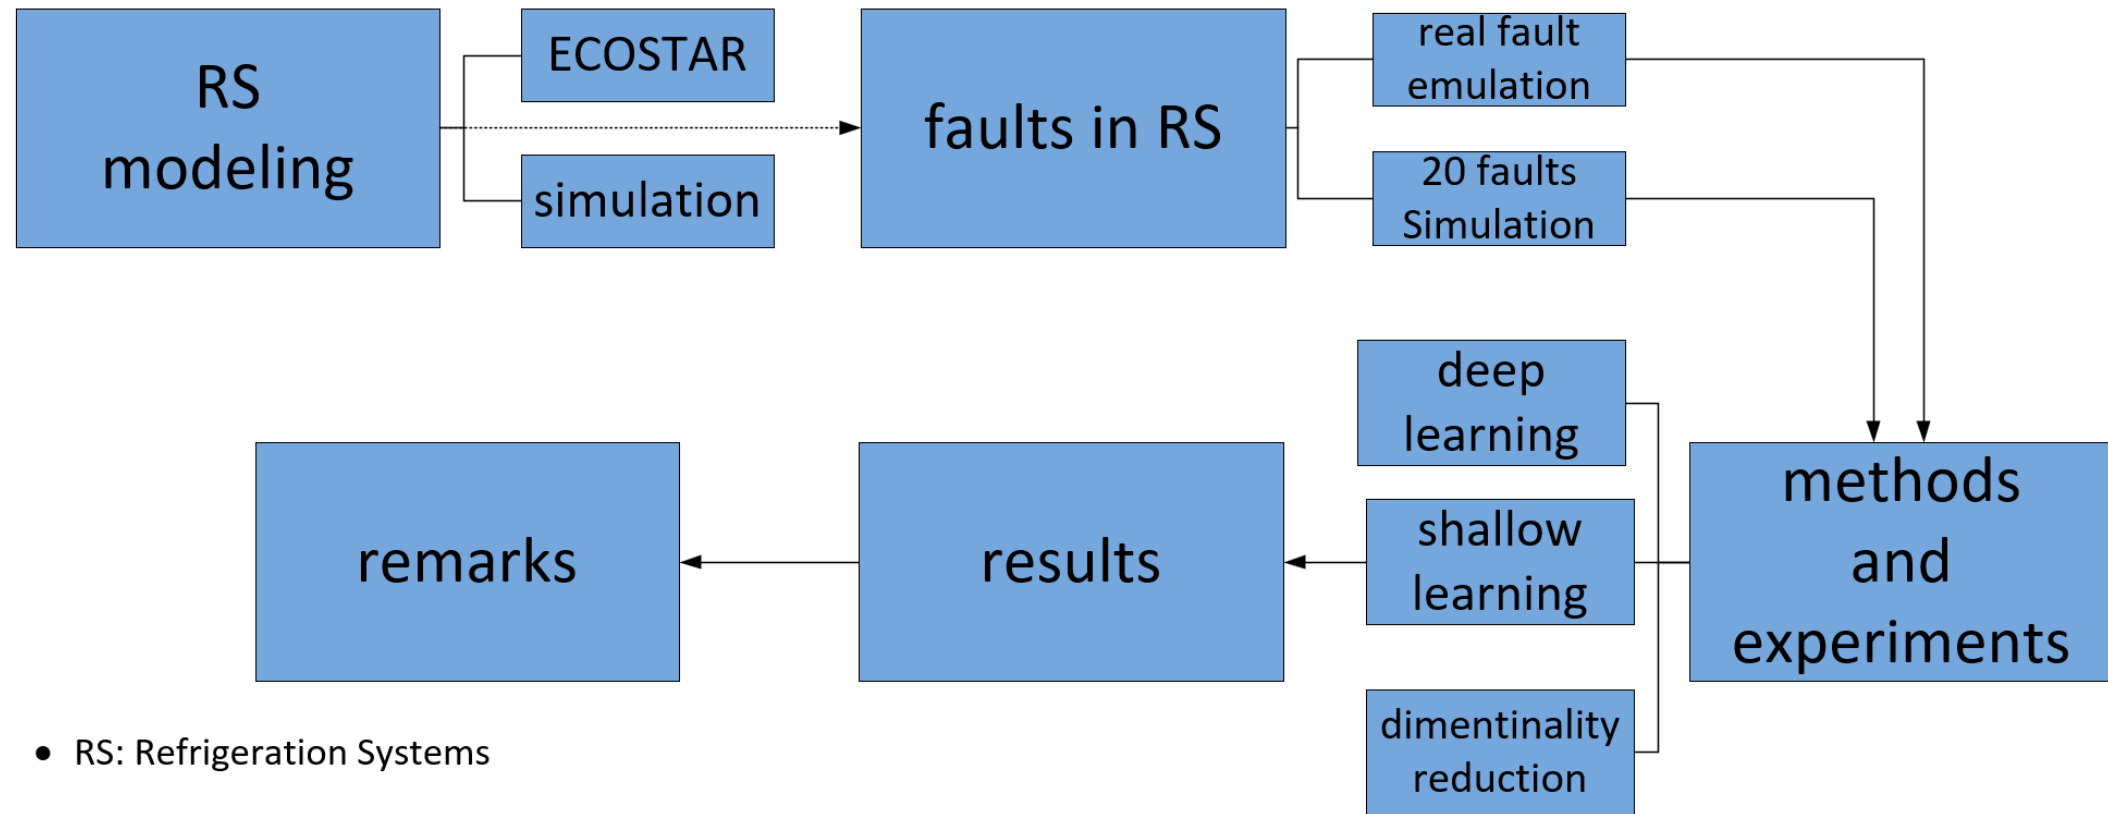 RS
modeling
ECOSTAR
simulation
faults in RS
real fault
emulation
20 faults
Simulation
methods
and
experiments
deep
learning
shallow
learning
dimentinality
reduction
results
remarks
• RS: Refrigeration Systems